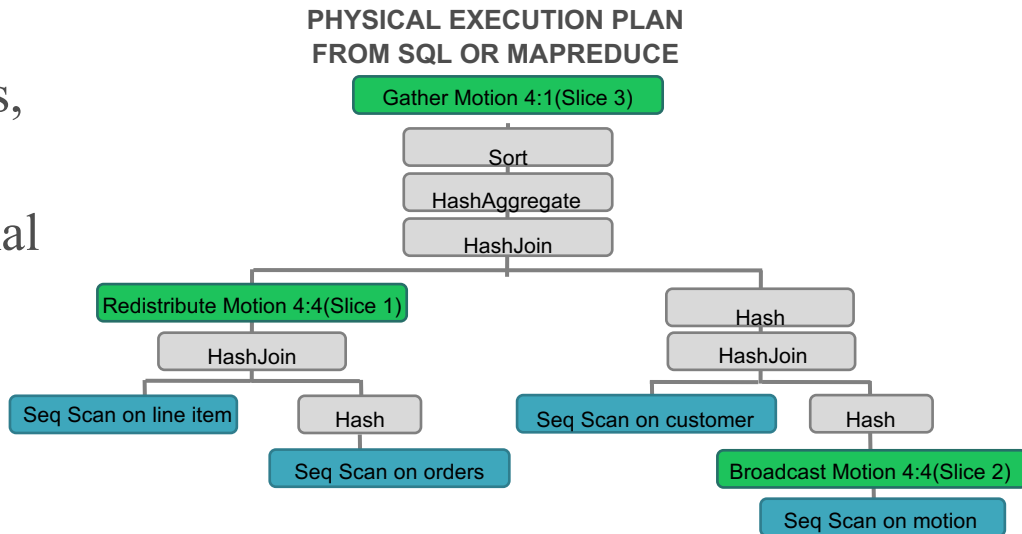 PHYSICAL EXECUTION PLAN
FROM SQL OR MAPREDUCE
Gather Motion 4:1(Slice 3)
Sort
HashAggregate
HashJoin
Redistribute Motion 4:4(Slice 1)
Hash
HashJoin
HashJoin
Seq Scan on line item
Hash
Seq Scan on customer
Hash
Seq Scan on orders
Broadcast Motion 4:4(Slice 2)
Seq Scan on motion